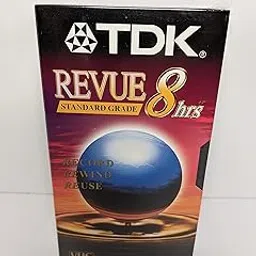 TDK®
REVUE 8hrs
STANDARD GRADE
RECORD
REWIND
REUSE
VHS